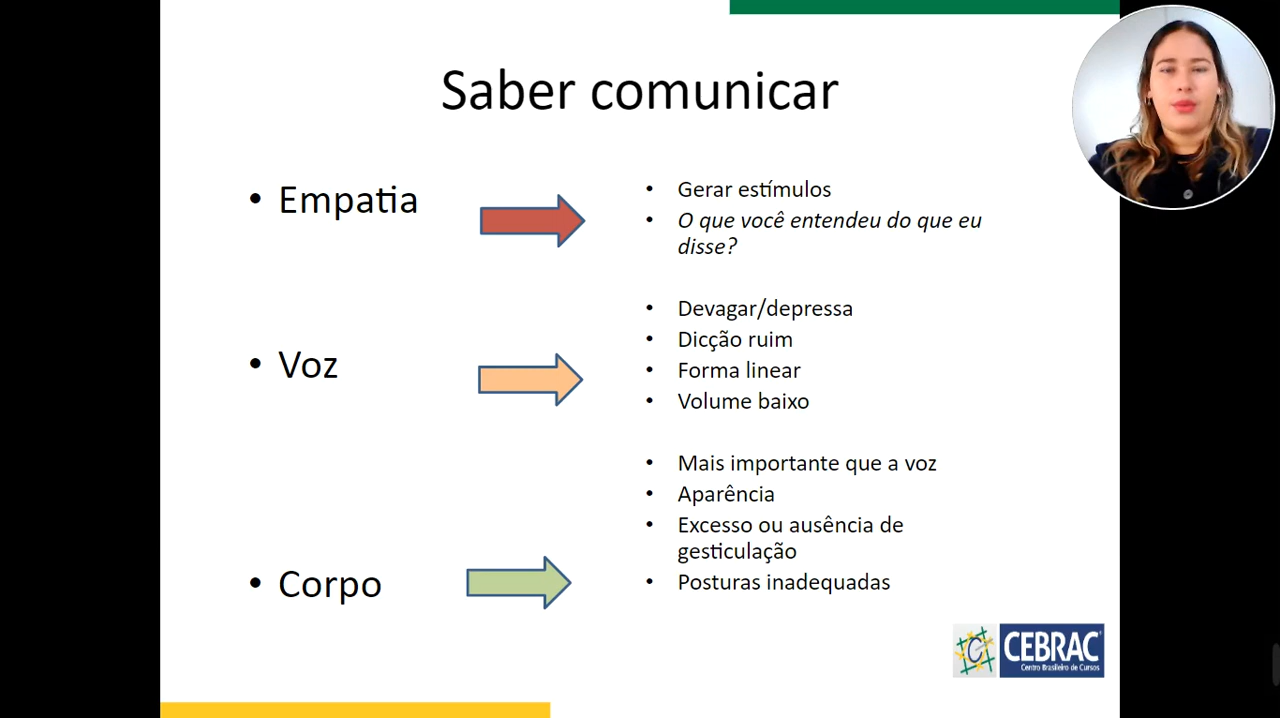 Saber comunicar
• Empatia
• Gerar estímulos
• O que você entendeu do que eu
disse?
• Voz
• Devagar/depressa
• Dicção ruim
• Forma linear
• Volume baixo
• Corpo
• Mais importante que a voz
• Aparência
• Excesso ou ausência de
gesticulação
• Posturas inadequadas
CEBRAC
Centro Brasileiro de Cursos